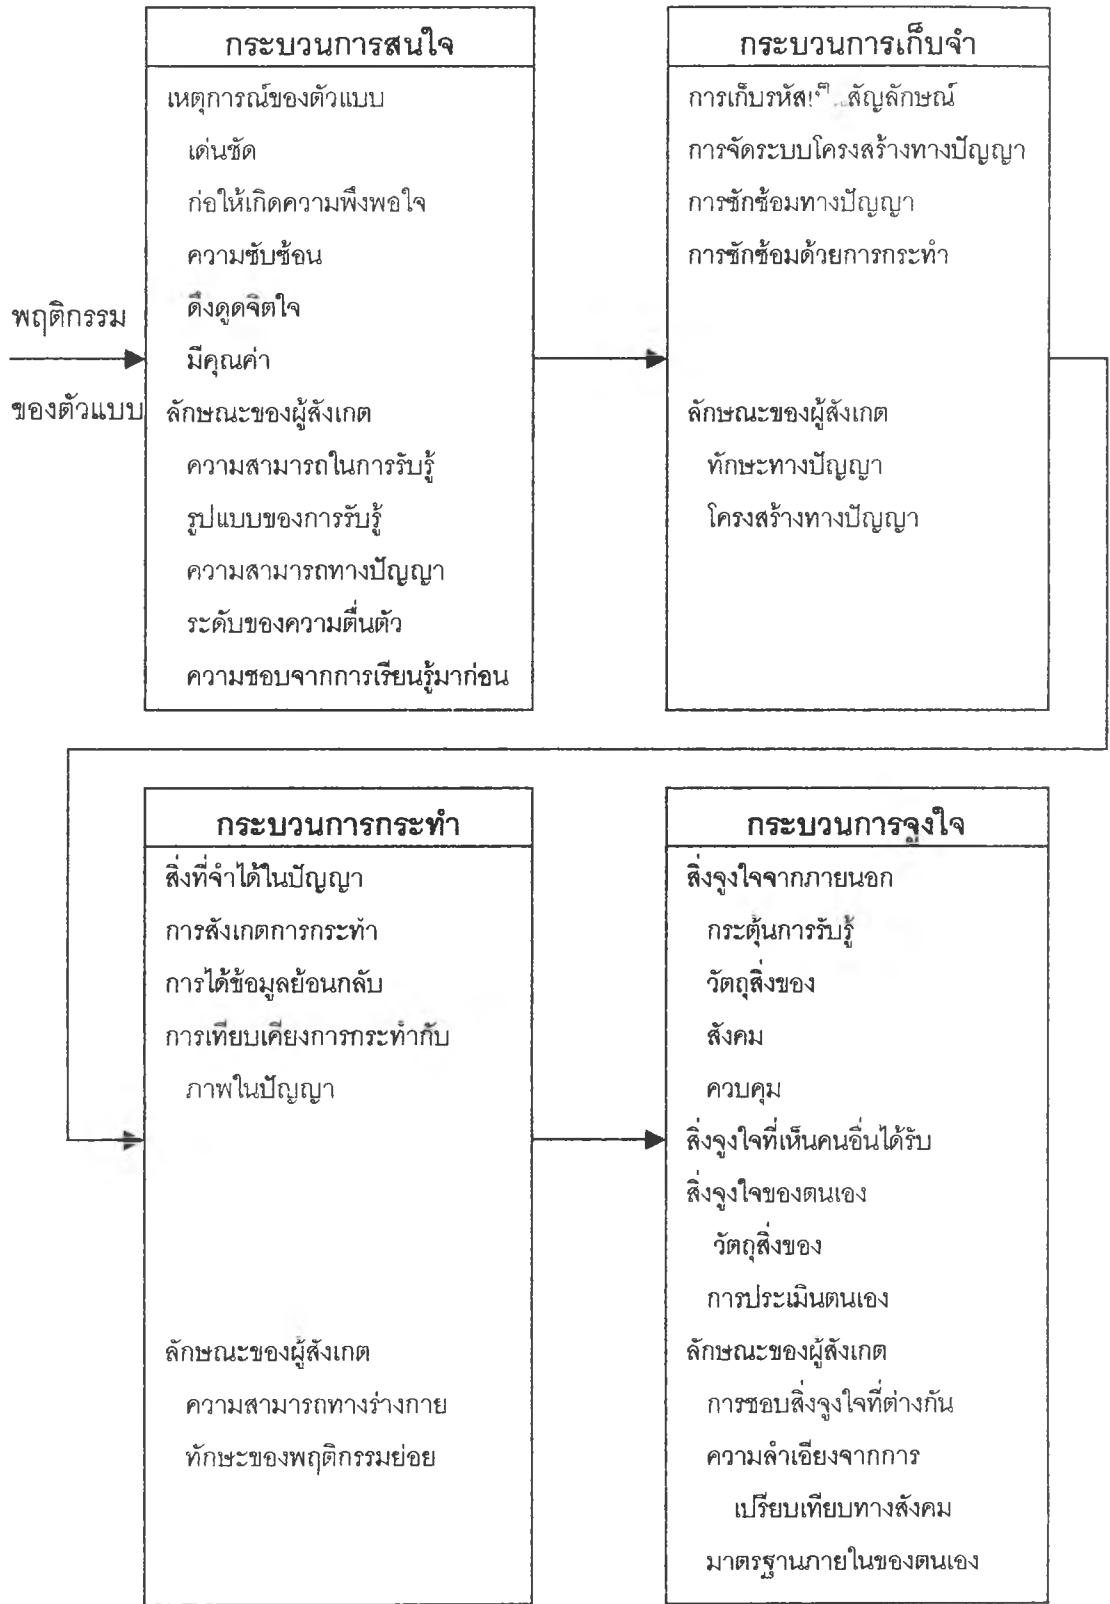 พฤติกรรม
ของตัวแบบ
กระบวนการสนใจ
เหตุการณ์ของตัวแบบ
เด่นชัด
ก่อให้เกิดความพึงพอใจ
ความซับซ้อน
ดึงดูดจิตใจ
มีคุณค่า
ลักษณะของผู้สังเกต
ความสามารถในการรับรู้
รูปแบบของการรับรู้
ความสามารถทางปัญญา
ระดับของความตื่นตัว
ความชอบจากการเรียนรู้มาก่อน
กระบวนการเก็บจำ
การเก็บรหัส สัญลักษณ์
การจัดระบบโครงสร้างทางปัญญา
การซักซ้อมทางปัญญา
การซักซ้อมด้วยการกระทำ
ลักษณะของผู้สังเกต
ทักษะทางปัญญา
โครงสร้างทางปัญญา
กระบวนการกระทำ
สิ่งที่จำได้ในปัญญา
การสังเกตการกระทำ
การได้ข้อมูลย้อนกลับ
การเทียบเคียงการกระทำกับ
ภาพในปัญญา
ลักษณะของผู้สังเกต
ความสามารถทางร่างกาย
ทักษะของพฤติกรรมย่อย
กระบวนการจูงใจ
สิ่งจูงใจจากภายนอก
กระตุ้นการรับรู้
วัตถุสิ่งของ
สังคม
ควบคุม
สิ่งจูงใจที่เห็นคนอื่นได้รับ
สิ่งจูงใจของตนเอง
วัตถุสิ่งของ
การประเมินตนเอง
ลักษณะของผู้สังเกต
การชอบสิ่งจูงใจที่ต่างกัน
ความลำเอียงจากการ
เปรียบเทียบทางสังคม
มาตรฐานภายในของตนเอง